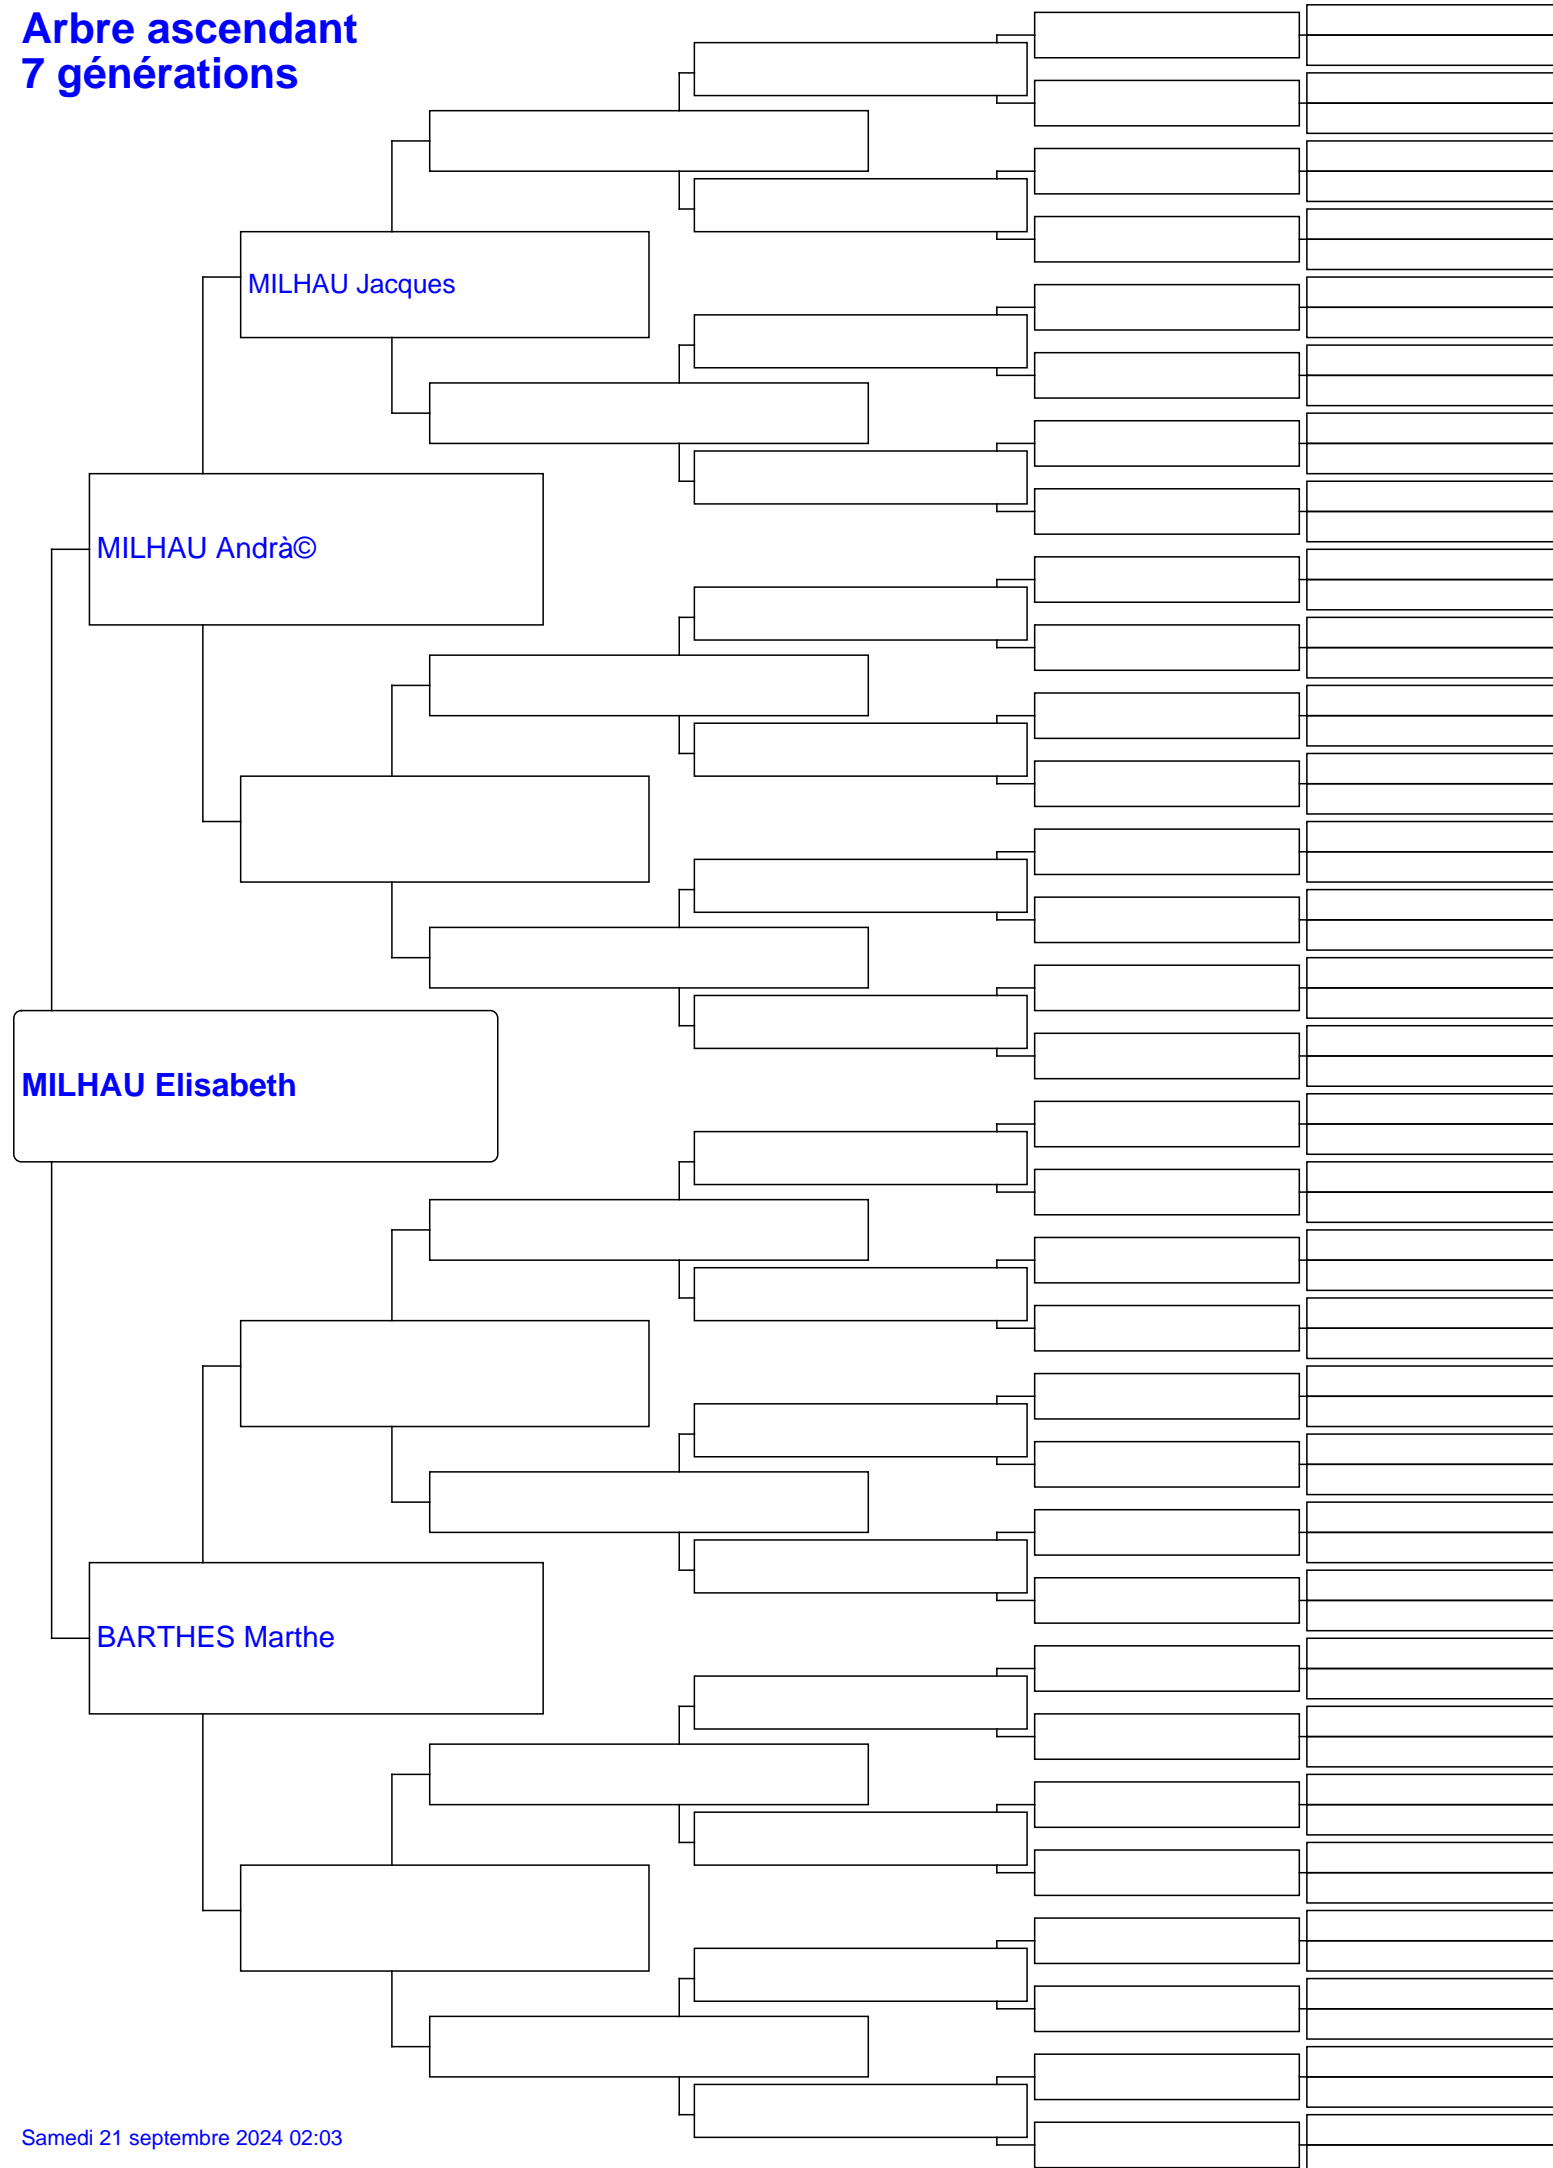 Arbre ascendant
7 générations
MILHAU Jacques
MILHAU Andrà©
MILHAU Elisabeth
BARTHES Marthe
Samedi 21 septembre 2024 02:03